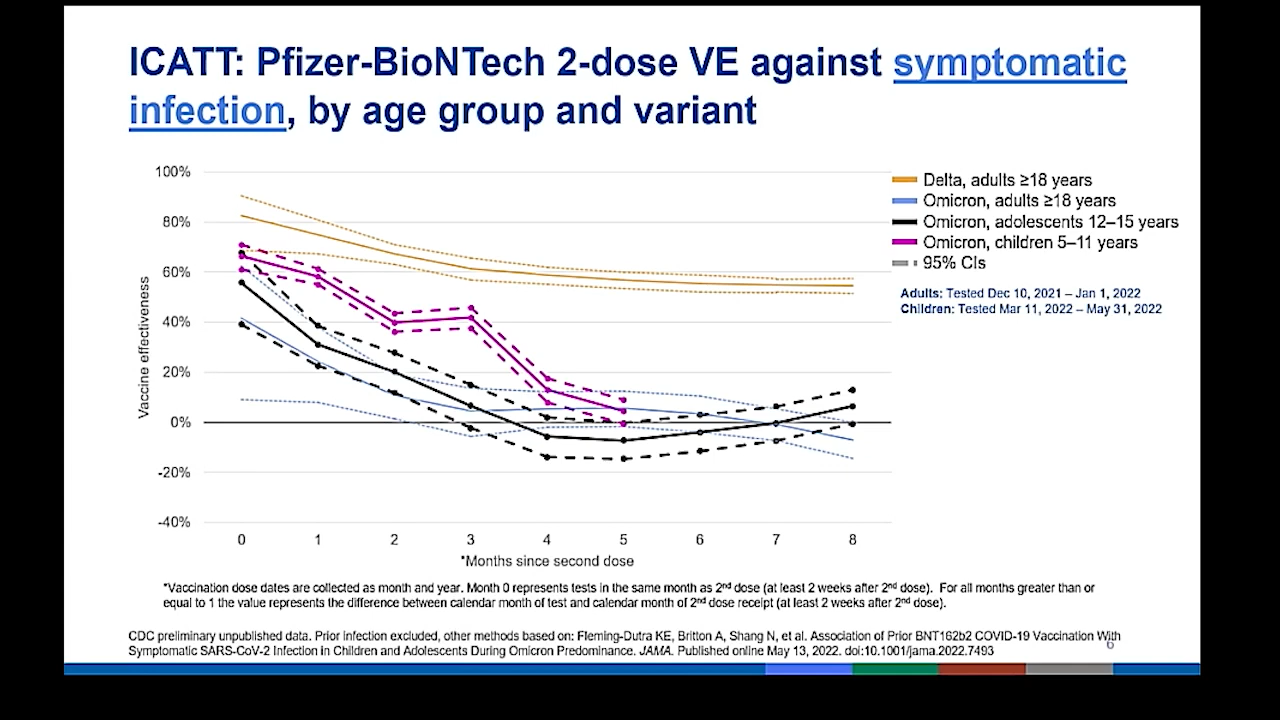 ICATT: Pfizer-BioNTech 2-dose VE against symptomatic
infection, by age group and variant
100%
80%
60%
40%
20%
0%
-20%
-40%
Vaccine effectiveness
0 1 2 3 4 5 6 7 8
*Months since second dose
Delta, adults ≥18 years
Omicron, adults ≥18 years
Omicron, adolescents 12–15 years
Omicron, children 5–11 years
95% CIs
Adults: Tested Dec 10, 2021 – Jan 1, 2022
Children: Tested Mar 11, 2022 – May 31, 2022
*Vaccination dose dates are collected as month and year. Month 0 represents tests in the same month as 2nd dose (at least 2 weeks after 2nd dose). For all months greater than or
equal to 1 the value represents the difference between calendar month of test and calendar month of 2nd dose receipt (at least 2 weeks after 2nd dose).
CDC preliminary unpublished data. Prior infection excluded, other methods based on: Fleming-Dutra KE, Britton A, Shang N, et al. Association of Prior BNT162b2 COVID-19 Vaccination With
Symptomatic SARS-CoV-2 Infection in Children and Adolescents During Omicron Predominance. JAMA. Published online May 13, 2022. doi:10.1001/jama.2022.7493
6